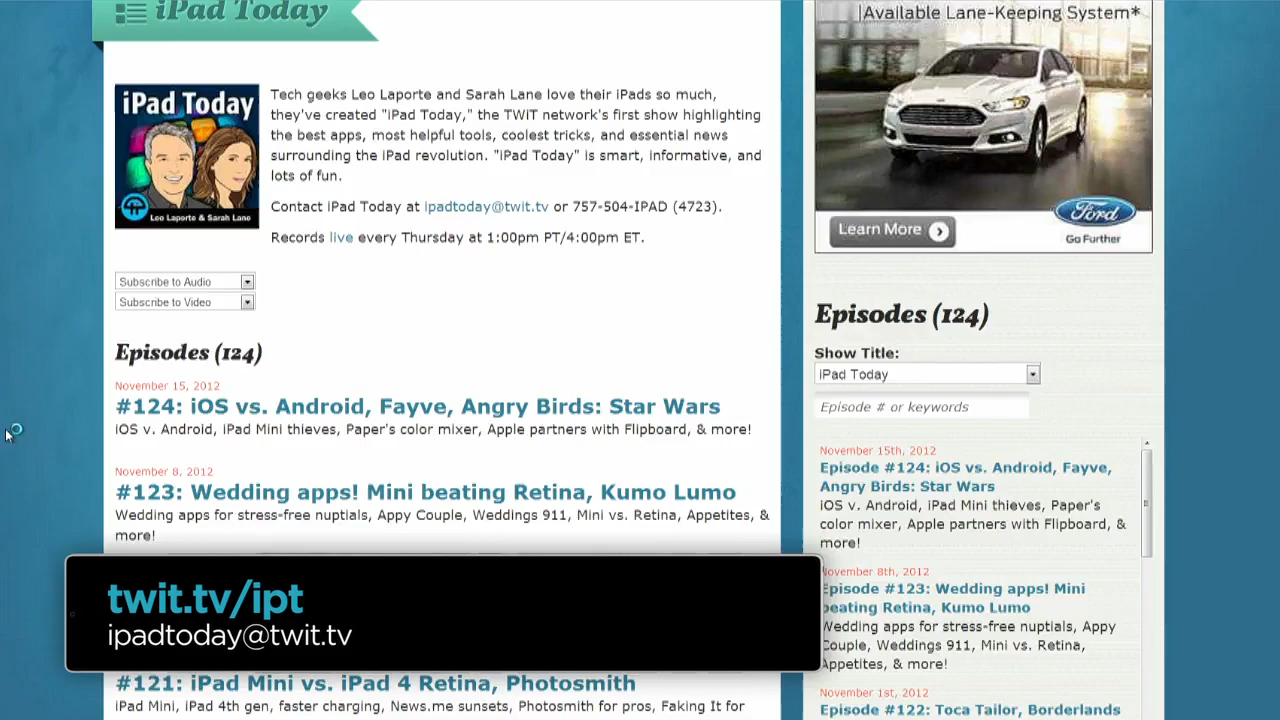 iPad Today
iPad Today
Leo Laporte & Sarah Lane
Tech geeks Leo Laporte and Sarah Lane love their iPads so much,
they've created "iPad Today," the TWiT network's first show highlighting
the best apps, most helpful tools, coolest tricks, and essential news
surrounding the iPad revolution. "iPad Today" is smart, informative, and
lots of fun.
Contact iPad Today at ipadtoday@twit.tv or 757-504-IPAD (4723).
Records live every Thursday at 1:00pm PT/4:00pm ET.
Subscribe to Audio
Subscribe to Video
Episodes (124)
November 15, 2012
#124: iOS vs. Android, Fayve, Angry Birds: Star Wars
iOS v. Android, iPad Mini thieves, Paper's color mixer, Apple partners with Flipboard, & more!
November 8, 2012
#123: Wedding apps! Mini beating Retina, Kumo Lumo
Wedding apps for stress-free nuptials, Appy Couple, Weddings 911, Mini vs. Retina, Appetites, &
more!
twit.tv/ipt
ipadtoday@twit.tv
#121: iPad Mini vs. iPad 4 Retina, Photosmith
iPad Mini, iPad 4th gen, faster charging, News.me sunsets, Photosmith for pros, Faking It for
Available Lane-Keeping System*
Learn More
Ford
Go Further
Episodes (124)
Show Title:
iPad Today
Episode # or keywords
November 15th, 2012
Episode #124: iOS vs. Android, Fayve,
Angry Birds: Star Wars
iOS v. Android, iPad Mini thieves, Paper's
color mixer, Apple partners with Flipboard, &
more!
November 8th, 2012
Episode #123: Wedding apps! Mini
beating Retina, Kumo Lumo
Wedding apps for stress-free nuptials, Appy
Couple, Weddings 911, Mini vs. Retina,
Appetites, & more!
November 1st, 2012
Episode #122: Toca Tailor, Borderlands